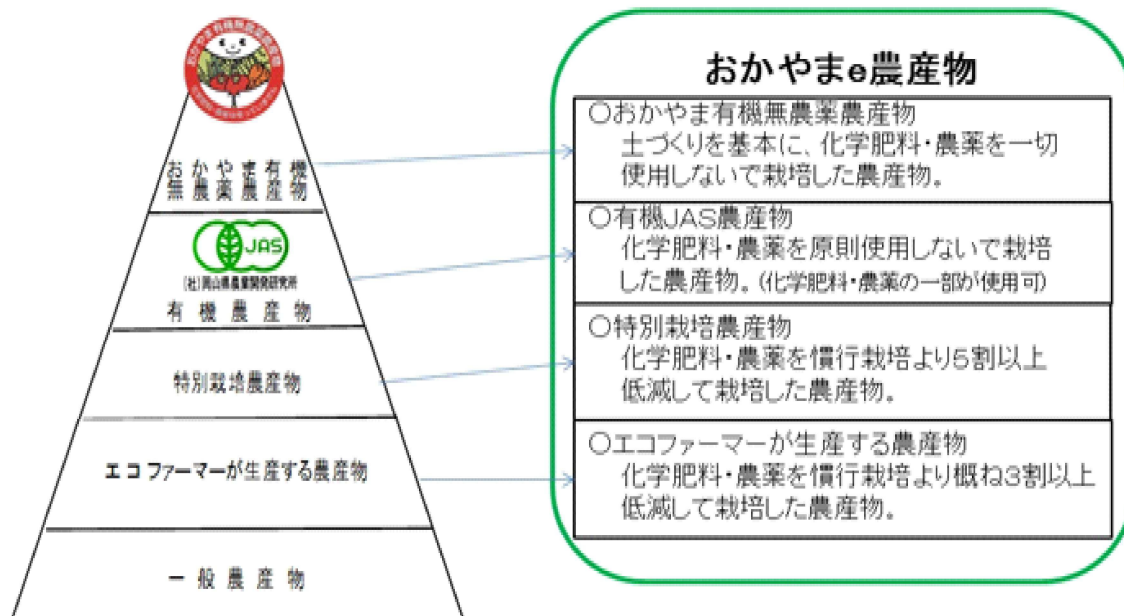 おかやま有機無農薬農産物
おかやま有機
無農薬農産物
JAS
(社)岡山県農業開発研究所
有機農産物
特別栽培農産物
エコファーマーが生産する農産物
一般農産物
おかやまe農産物
○おかやま有機無農薬農産物
土づくりを基本に、化学肥料・農薬を一切
使用しないで栽培した農産物。
○有機JAS農産物
化学肥料・農薬を原則使用しないで栽培
した農産物。(化学肥料・農薬の一部が使用可)
○特別栽培農産物
化学肥料・農薬を慣行栽培より5割以上
低減して栽培した農産物。
○エコファーマーが生産する農産物
化学肥料・農薬を慣行栽培より概ね3割以上
低減して栽培した農産物。